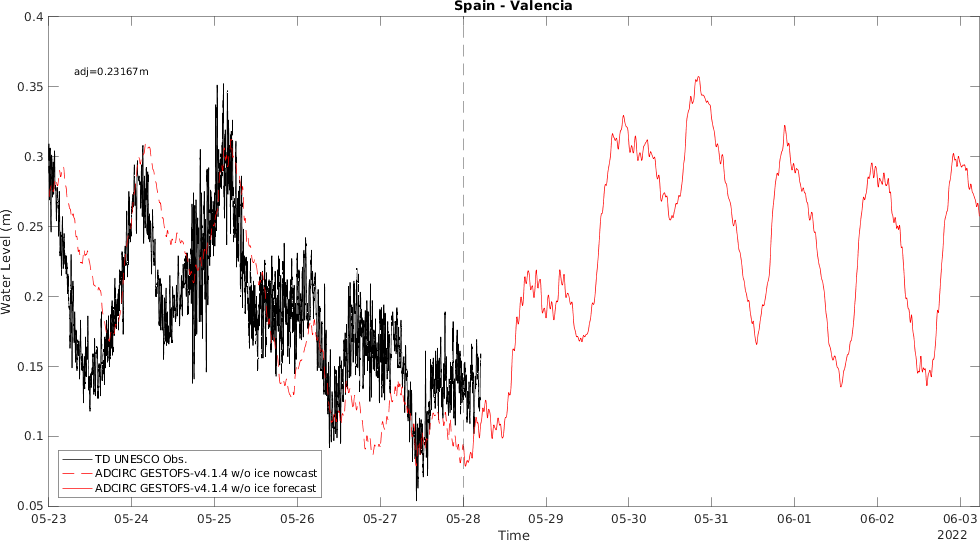 Spain - Valencia
adj=0.23167m
0.4
0.35
0.3
0.25
0.2
0.15
0.1
0.05
Water Level (m)
TD UNESCO Obs.
ADCIRC GESTOFS-v4.1.4 w/o ice nowcast
ADCIRC GESTOFS-v4.1.4 w/o ice forecast
05-23 05-24 05-25 05-26 05-27 05-28 05-29 05-30 05-31 06-01 06-02 06-03
Time
2022